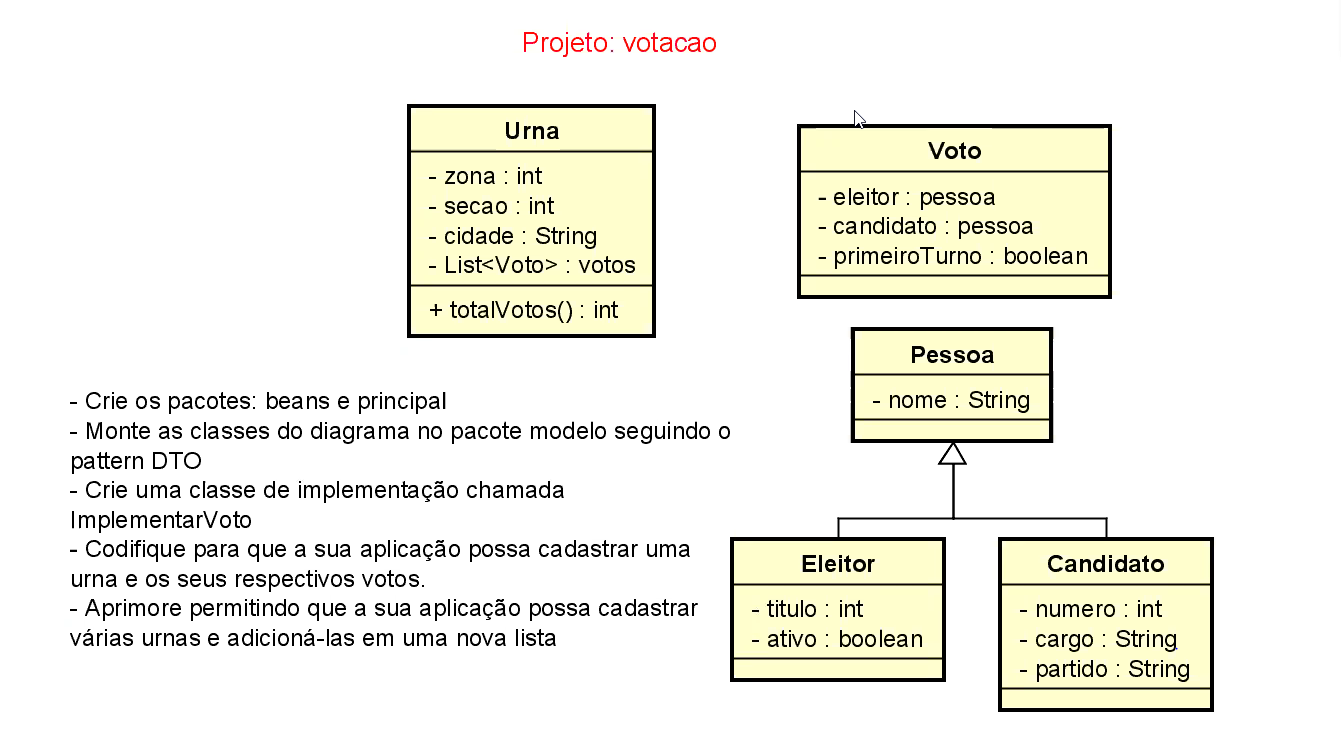 Projeto: votacao
Urna
- zona : int
- secao : int
- cidade : String
- List<Voto> : votos
+ totalVotos() : int
Voto
- eleitor : pessoa
- candidato : pessoa
- primeiroTurno : boolean
Pessoa
- nome : String
- Crie os pacotes: beans e principal
- Monte as classes do diagrama no pacote modelo seguindo o
pattern DTO
- Crie uma classe de implementação chamada
ImplementarVoto
- Codifique para que a sua aplicação possa cadastrar uma
urna e os seus respectivos votos.
- Aprimore permitindo que a sua aplicação possa cadastrar
várias urnas e adicioná-las em uma nova lista
Eleitor
- titulo : int
- ativo : boolean
Candidato
- numero : int
- cargo : String
- partido : String